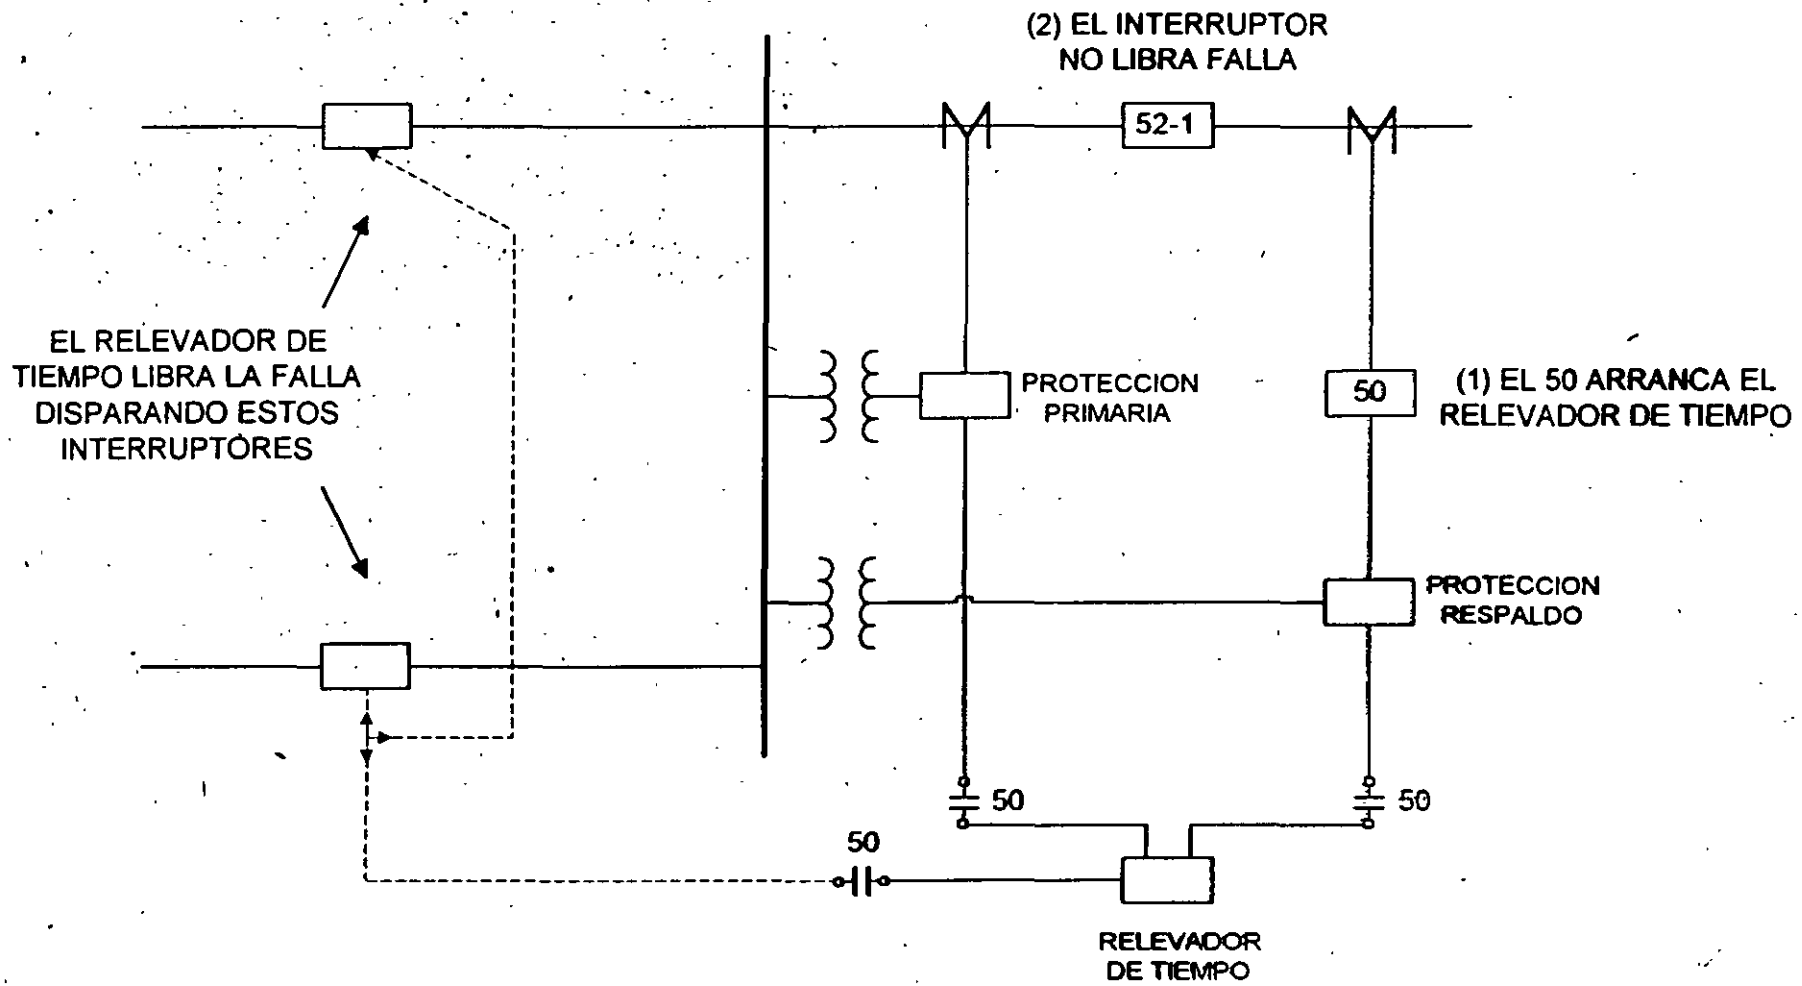 (2) EL INTERRUPTOR
NO LIBRA FALLA
52-1
EL RELEVADOR DE
TIEMPO LIBRA LA FALLA
DISPARANDO ESTOS
INTERRUPTORES
PROTECCION
PRIMARIA
50
(1) EL 50 ARRANCA EL
RELEVADOR DE TIEMPO
PROTECCION
RESPALDO
50
50
50
RELEVADOR
DE TIEMPO